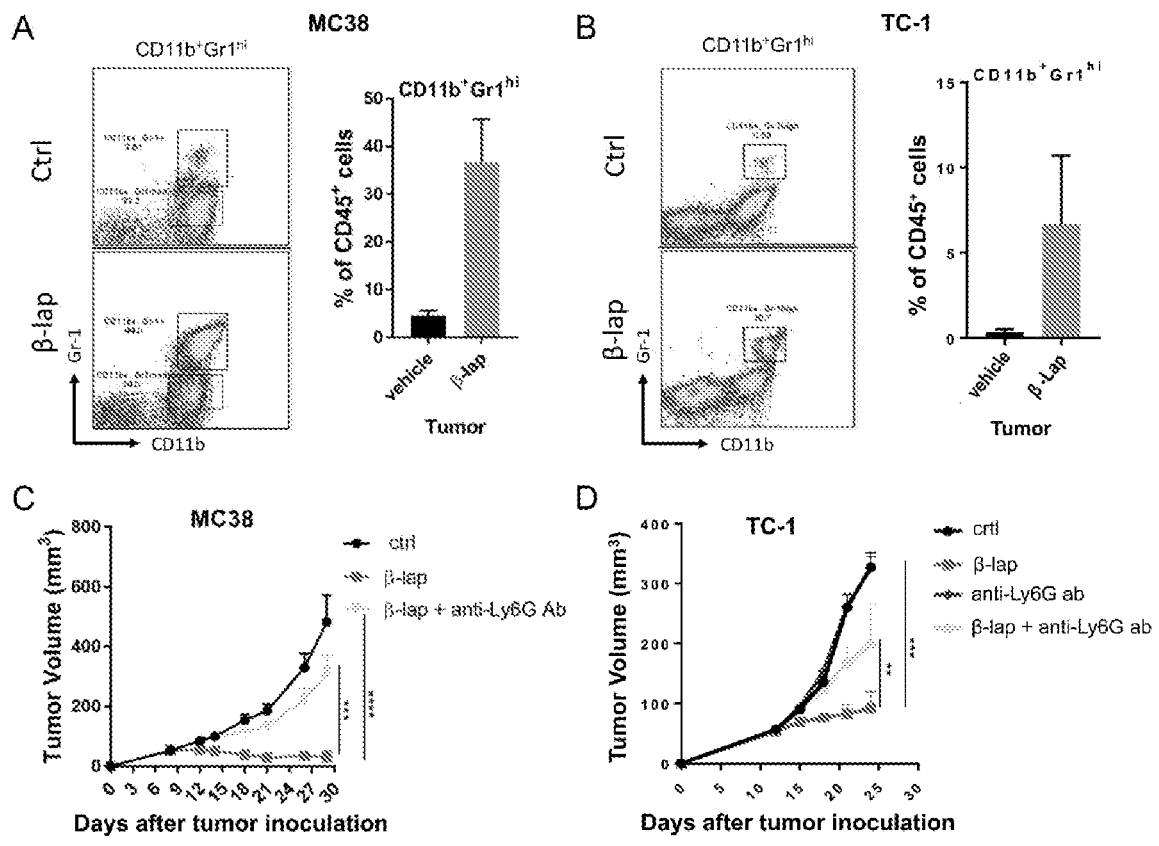 A
MC38
CD11b⁺Gr1ʰⁱ
Ctrl
β-lap
Gr-1
CD11b
CD11b⁺Gr1ʰⁱ
% of CD45⁺ cells
50
40
30
20
10
0
vehicle
β-lap
Tumor
B
TC-1
CD11b⁺Gr1ʰⁱ
Ctrl
β-lap
Gr-1
CD11b
CD11b⁺Gr1ʰⁱ
% of CD45⁺ cells
15
10
5
0
vehicle
β-Lap
Tumor
C
MC38
Tumor Volume (mm³)
800
600
400
200
0
0 3 6 9 12 15 18 21 24 27 30
Days after tumor inoculation
ctrl
β-lap
β-lap + anti-Ly6G Ab
***
****
D
TC-1
Tumor Volume (mm³)
400
300
200
100
0
0 5 10 15 20 25 30
Days after tumor inoculation
crtl
β-lap
anti-Ly6G ab
β-lap + anti-Ly6G ab
**
***